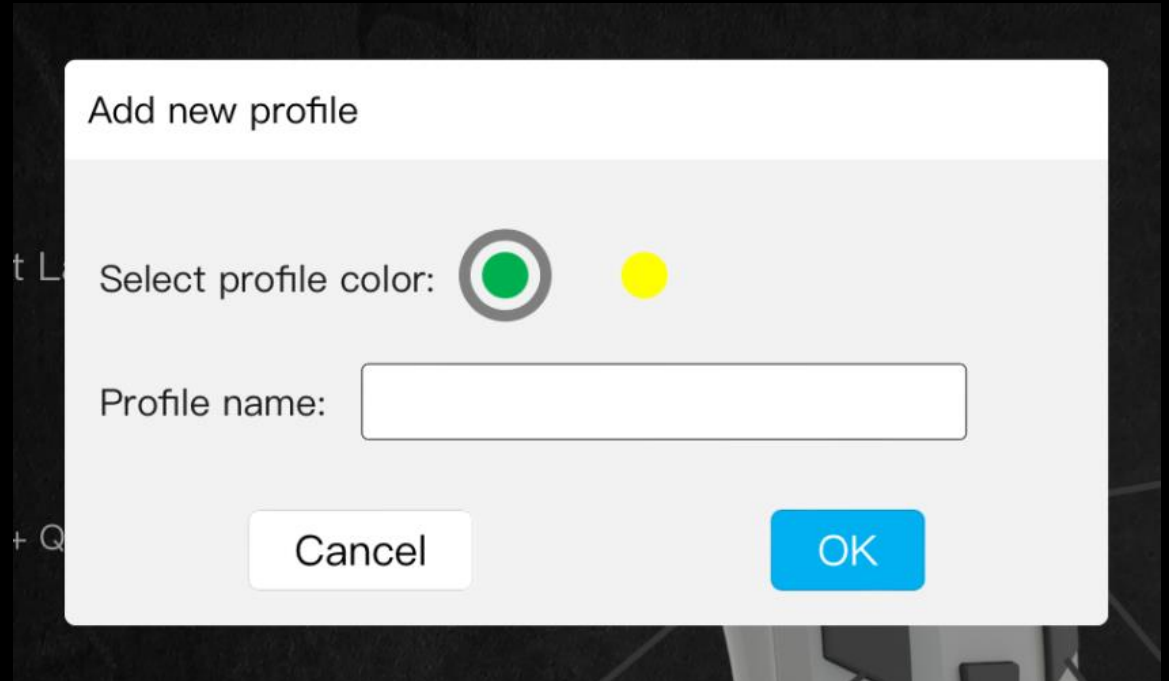 Add new profile
t L
Select profile color:
Profile name:
+ Q
Cancel
OK